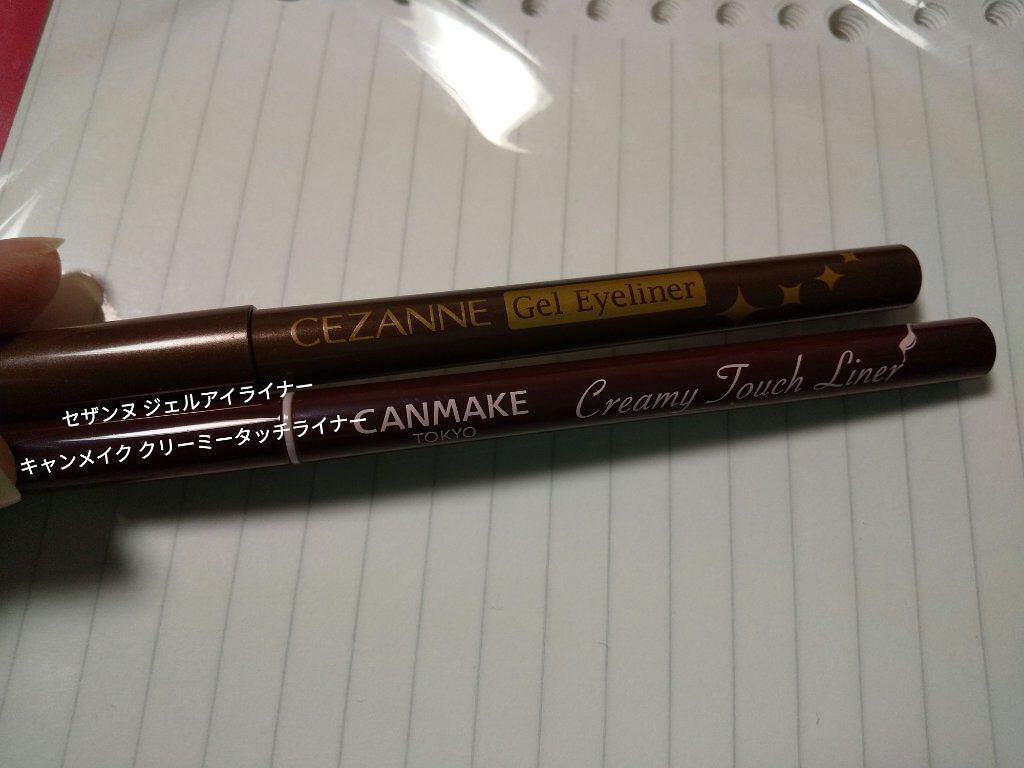 CEZANNE Gel Eyeliner
セザンヌ ジェルアイライナー
CANMAKE Creamy Touch Liner
TOKYO
キャンメイク クリーミータッチライナー